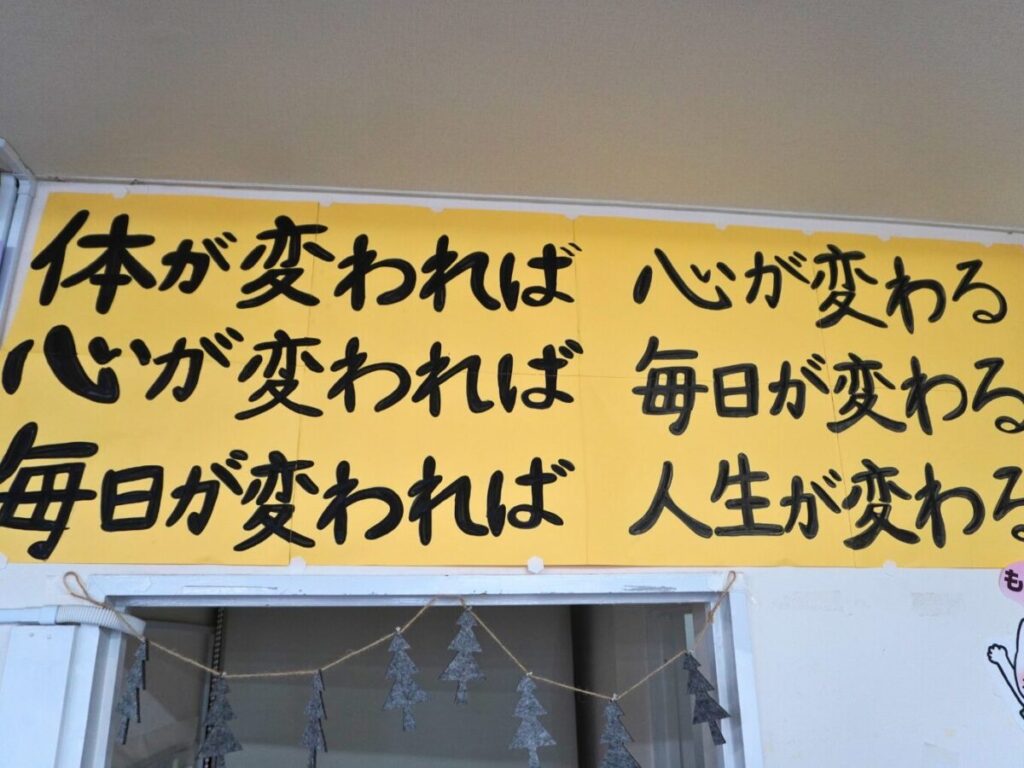 体が変われば 心が変わる
心が変われば 毎日が変わる
毎日が変われば 人生が変わる
も